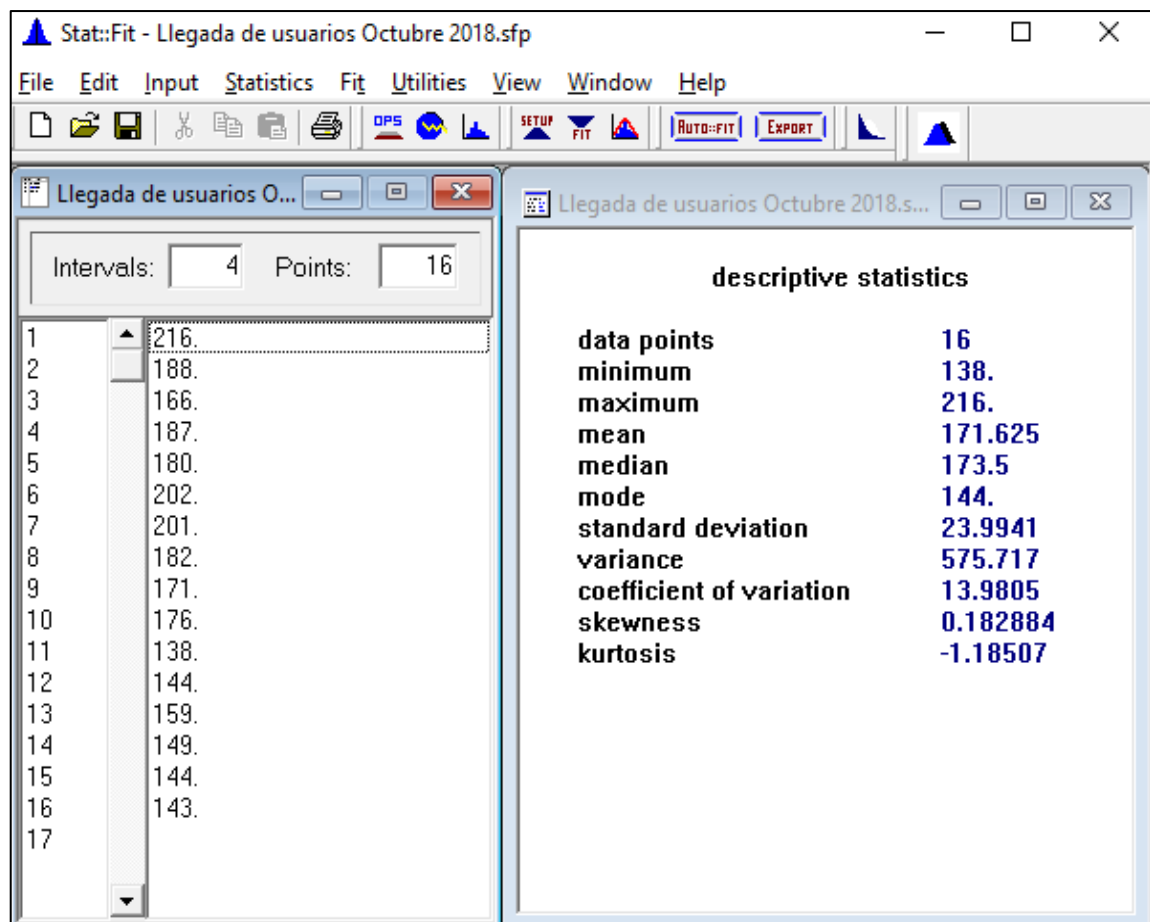 Stat::Fit - Llegada de usuarios Octubre 2018.sfp
File Edit Input Statistics Fit Utilities View Window Help
OPS SETUP FIT AUTO::FIT EXPORT
Llegada de usuarios O...
Intervals: 4 Points: 16
1 216.
2 188.
3 166.
4 187.
5 180.
6 202.
7 201.
8 182.
9 171.
10 176.
11 138.
12 144.
13 159.
14 149.
15 144.
16 143.
17
Llegada de usuarios Octubre 2018.s...
descriptive statistics
data points 16
minimum 138.
maximum 216.
mean 171.625
median 173.5
mode 144.
standard deviation 23.9941
variance 575.717
coefficient of variation 13.9805
skewness 0.182884
kurtosis -1.18507